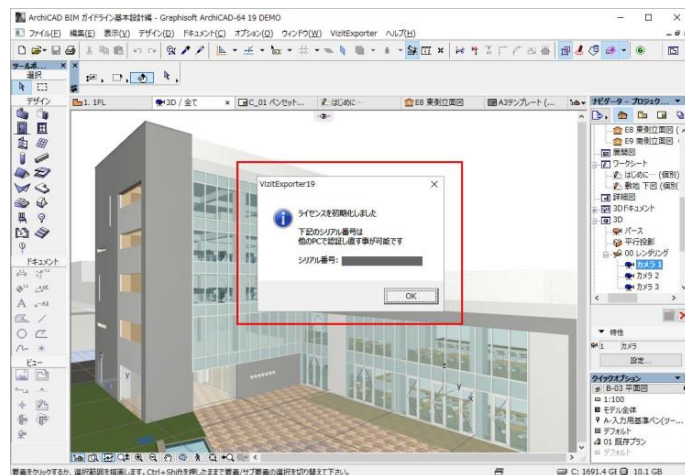 ArchiCAD BIM ガイドライン基本設計編 - Graphisoft ArchiCAD-64 19 DEMO
ファイル(F) 編集(E) 表示(V) デザイン(D) ドキュメント(C) オプション(O) ウィンドウ(W) VizitExporter ヘルプ(H)
ツールボ...
選択
デザイン
ドキュメント
ビュー
1. 1FL
3D / 全て
C_01 パンセット...
はじめに…
E8 東側立面図
A3テンプレート (...
VizitExporter19
ライセンスを初期化しました
下記のシリアル番号は
他のPCで認証し直す事が可能です
シリアル番号:
OK
ナビゲータ - プロジェク...
E8 東側立面図 (
E9 南側立面図 (
展開図
ワークシート
はじめに… (個別)
敷地 下図 (個別)
詳細図
3Dドキュメント
3D
パース
平行投影
00 レンダリング
カメラ 1
カメラ 2
カメラ 3
特性
1 カメラ
設定...
クイックオプション
B-03 平面図
1:100
モデル全体
A-入力用基準ペン(ツー...
デフォルト
01 既存プラン
デフォルト
要素をクリックするか、選択範囲を描画します。Ctrl+Shiftを押したままで要素/サブ要素の選択を切り替えて下さい。
C: 1691.4 GB
10.1 GB